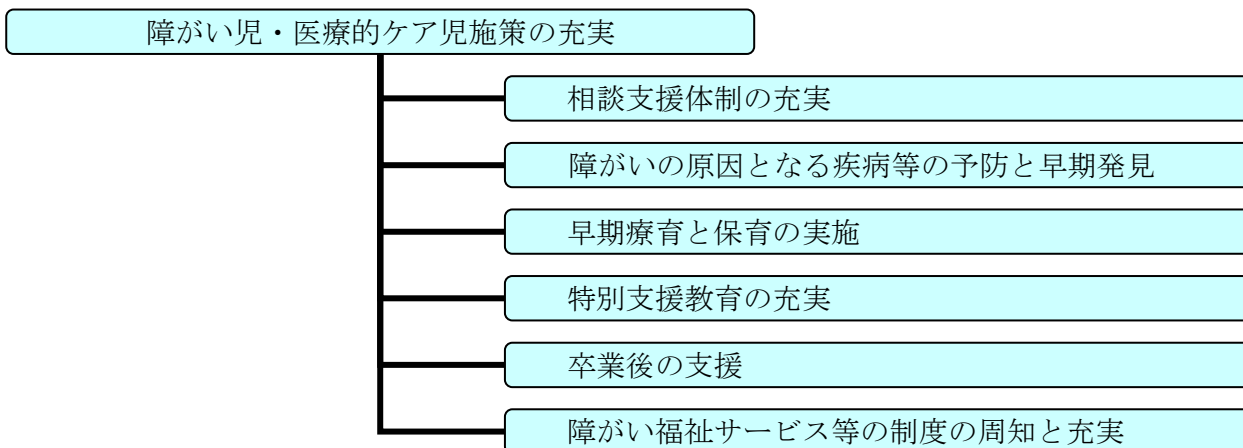 障がい児・医療的ケア児施策の充実
相談支援体制の充実
障がいの原因となる疾病等の予防と早期発見
早期療育と保育の実施
特別支援教育の充実
卒業後の支援
障がい福祉サービス等の制度の周知と充実